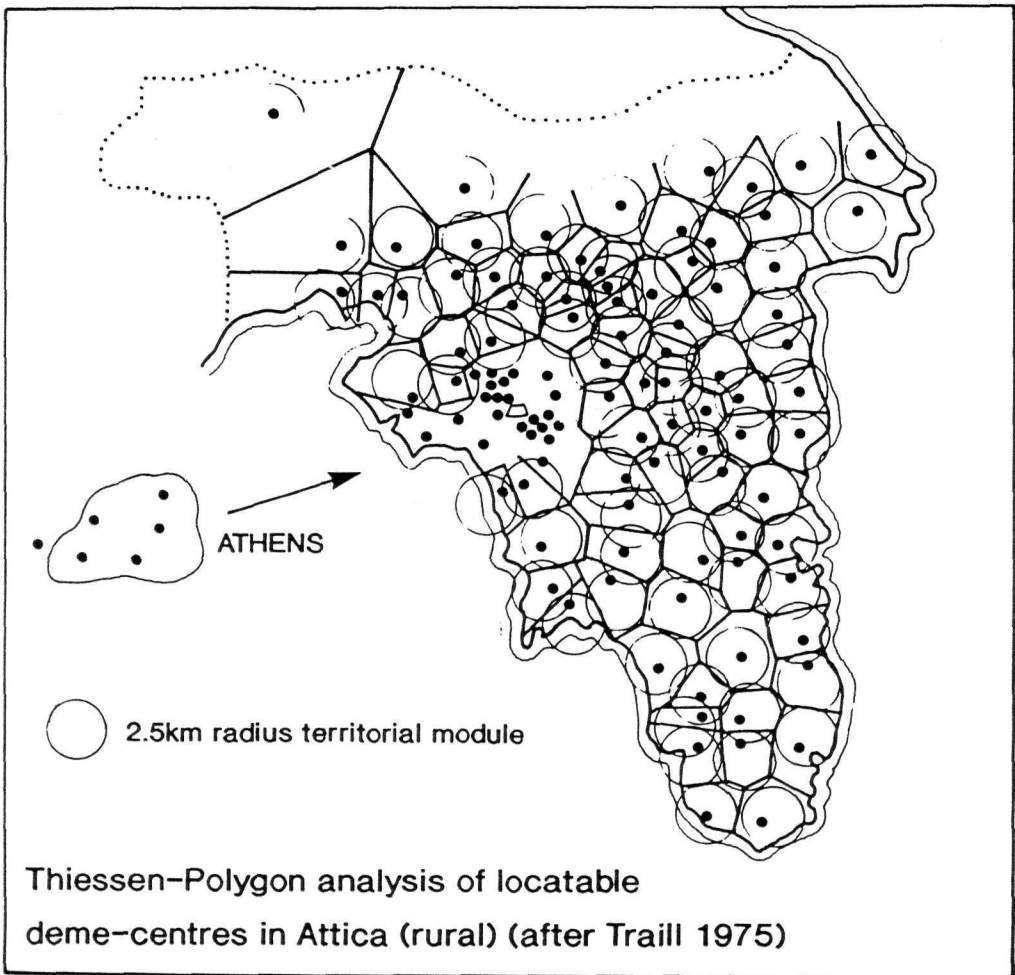 ATHENS
2.5km radius territorial module
Thiessen-Polygon analysis of locatable
deme-centres in Attica (rural) (after Traill 1975)